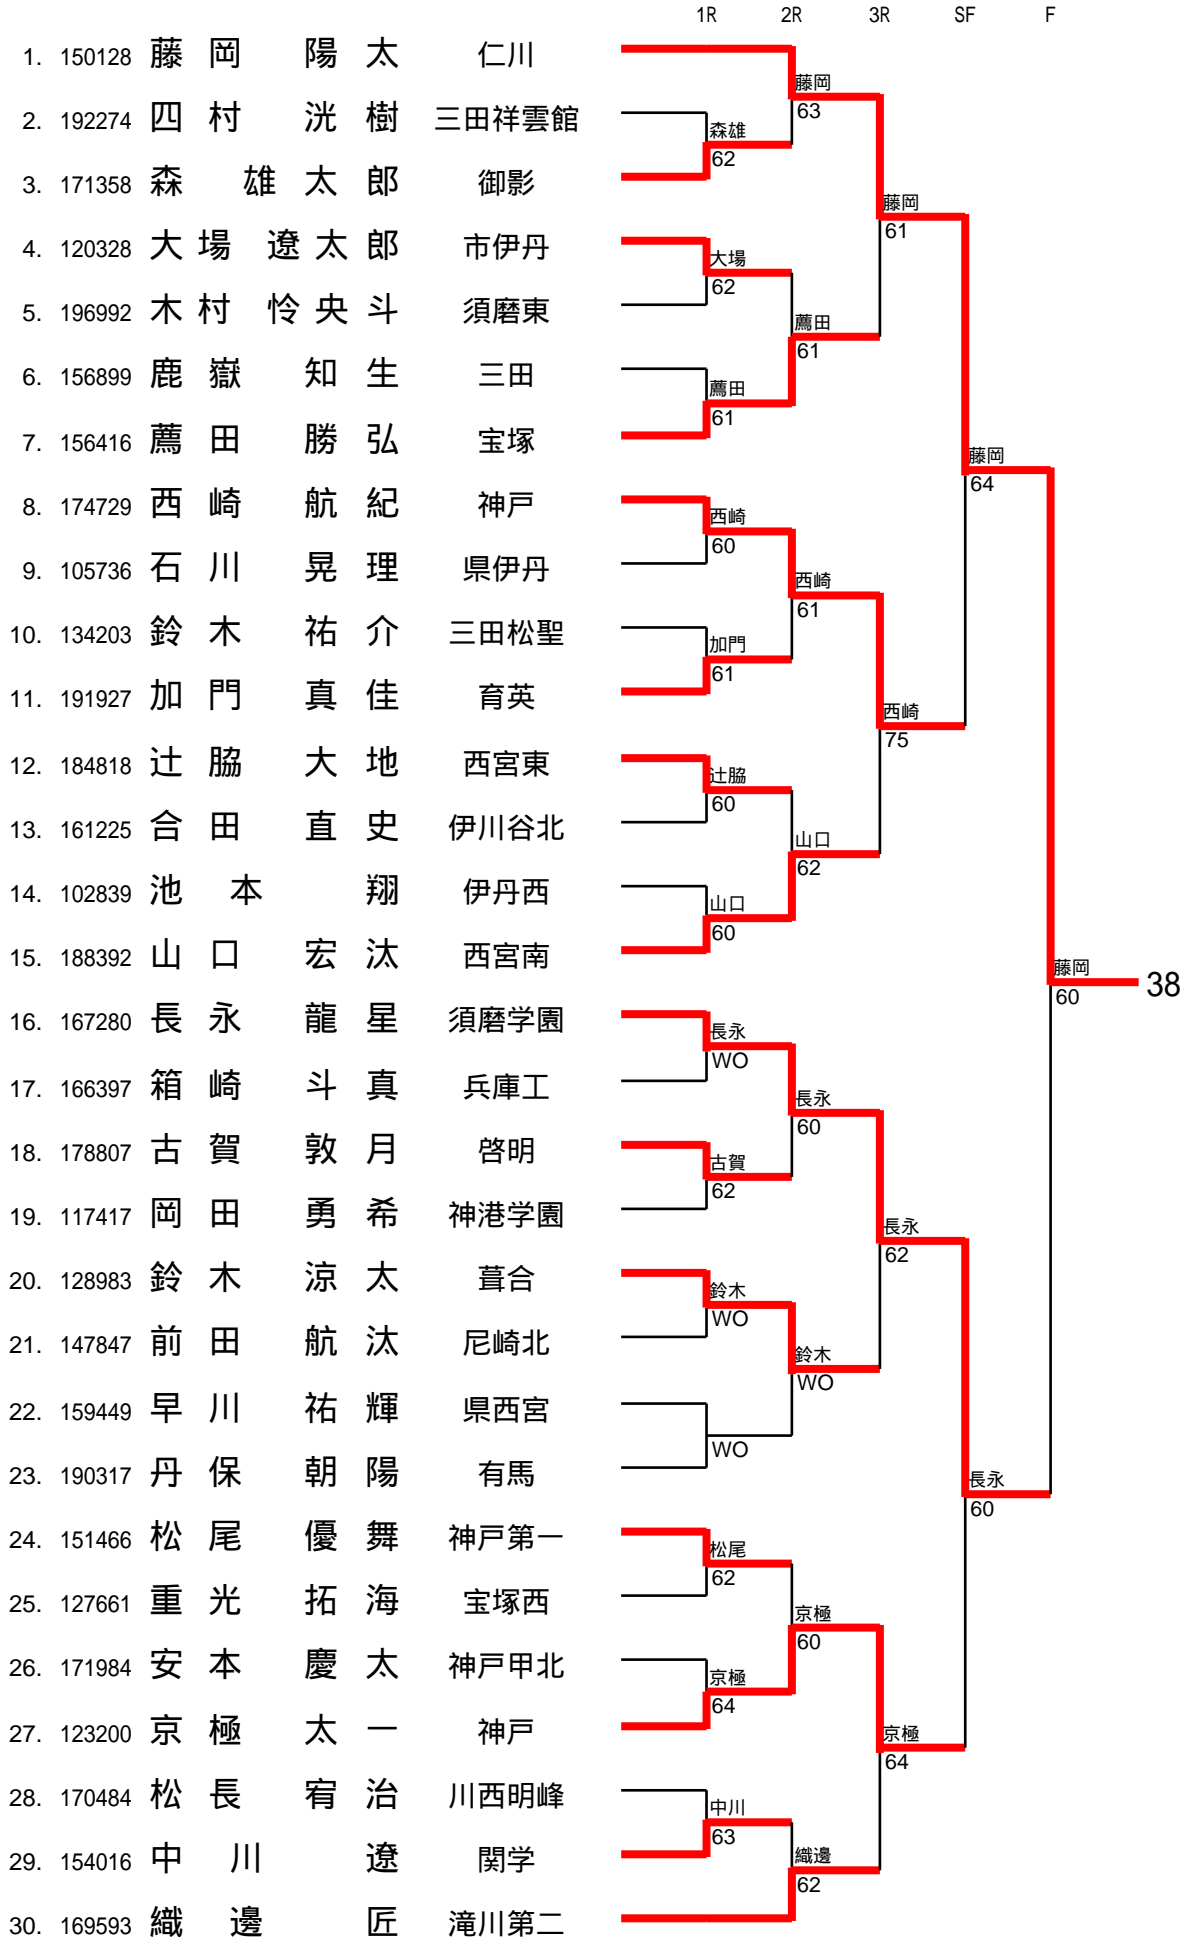 1R 2R 3R SF F
1. 150128 藤岡 陽太 仁川
藤岡
63
2. 192274 四村 洸樹 三田祥雲館
森雄
62
3. 171358 森 雄太郎 御影
藤岡
61
4. 120328 大場 遼太郎 市伊丹
大場
62
5. 196992 木村 怜央斗 須磨東
薦田
61
6. 156899 鹿嶽 知生 三田
薦田
61
7. 156416 薦田 勝弘 宝塚
藤岡
64
8. 174729 西崎 航紀 神戸
西崎
60
9. 105736 石川 晃理 県伊丹
西崎
61
10. 134203 鈴木 祐介 三田松聖
加門
61
11. 191927 加門 真佳 育英
西崎
75
12. 184818 辻脇 大地 西宮東
辻脇
60
13. 161225 合田 直史 伊川谷北
山口
62
14. 102839 池本 翔 伊丹西
山口
60
15. 188392 山口 宏汰 西宮南
藤岡
60
38
16. 167280 長永 龍星 須磨学園
長永
WO
17. 166397 箱崎 斗真 兵庫工
長永
60
18. 178807 古賀 敦月 啓明
古賀
62
19. 117417 岡田 勇希 神港学園
長永
62
20. 128983 鈴木 涼太 葺合
鈴木
WO
21. 147847 前田 航汰 尼崎北
鈴木
WO
22. 159449 早川 祐輝 県西宮
WO
23. 190317 丹保 朝陽 有馬
長永
60
24. 151466 松尾 優舞 神戸第一
松尾
62
25. 127661 重光 拓海 宝塚西
京極
60
26. 171984 安本 慶太 神戸甲北
京極
64
27. 123200 京極 太一 神戸
京極
64
28. 170484 松長 宥治 川西明峰
中川
63
29. 154016 中川 遼 関学
織邊
62
30. 169593 織邊 匠 滝川第二